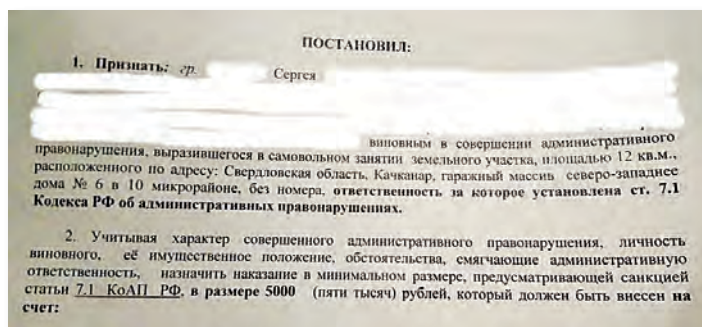 ПОСТАНОВИЛ:
1. Признать: гр. Сергея
виновным в совершении административного
правонарушения, выразившегося в самовольном занятии земельного участка, площадью 12 кв.м.,
расположенного по адресу: Свердловская область, Качканар, гаражный массив северо-западнее
дома № 6 в 10 микрорайоне, без номера, ответственность за которое установлена ст. 7.1
Кодекса РФ об административных правонарушениях.
2. Учитывая характер совершенного административного правонарушения, личность
виновного, её имущественное положение, обстоятельства, смягчающие административную
ответственность, назначить наказание в минимальном размере, предусматривающей санкцией
статьи 7.1 КоАП РФ, в размере 5000 (пяти тысяч) рублей, который должен быть внесен на
счет: